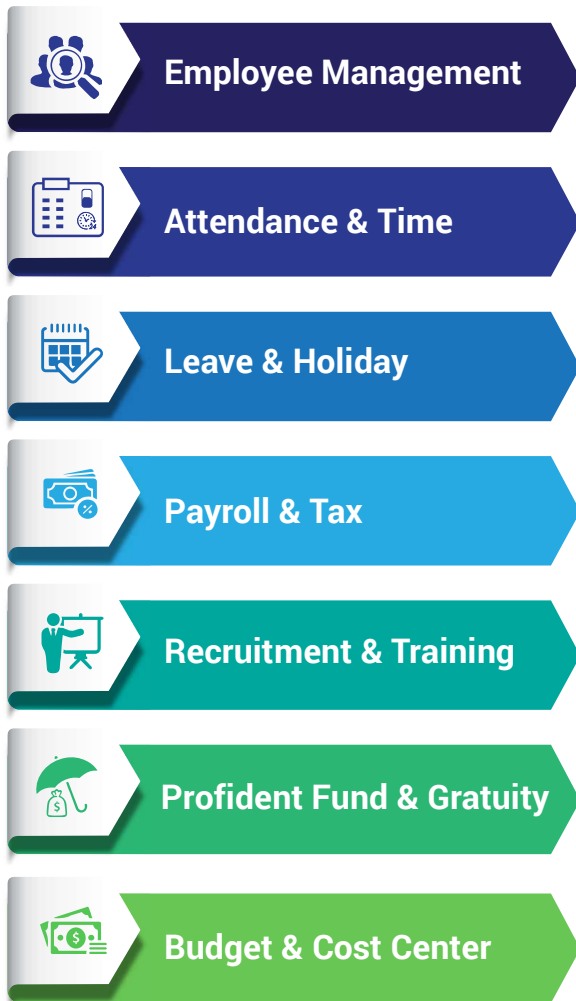 Employee Management
Attendance & Time
Leave & Holiday
Payroll & Tax
Recruitment & Training
Profident Fund & Gratuity
Budget & Cost Center